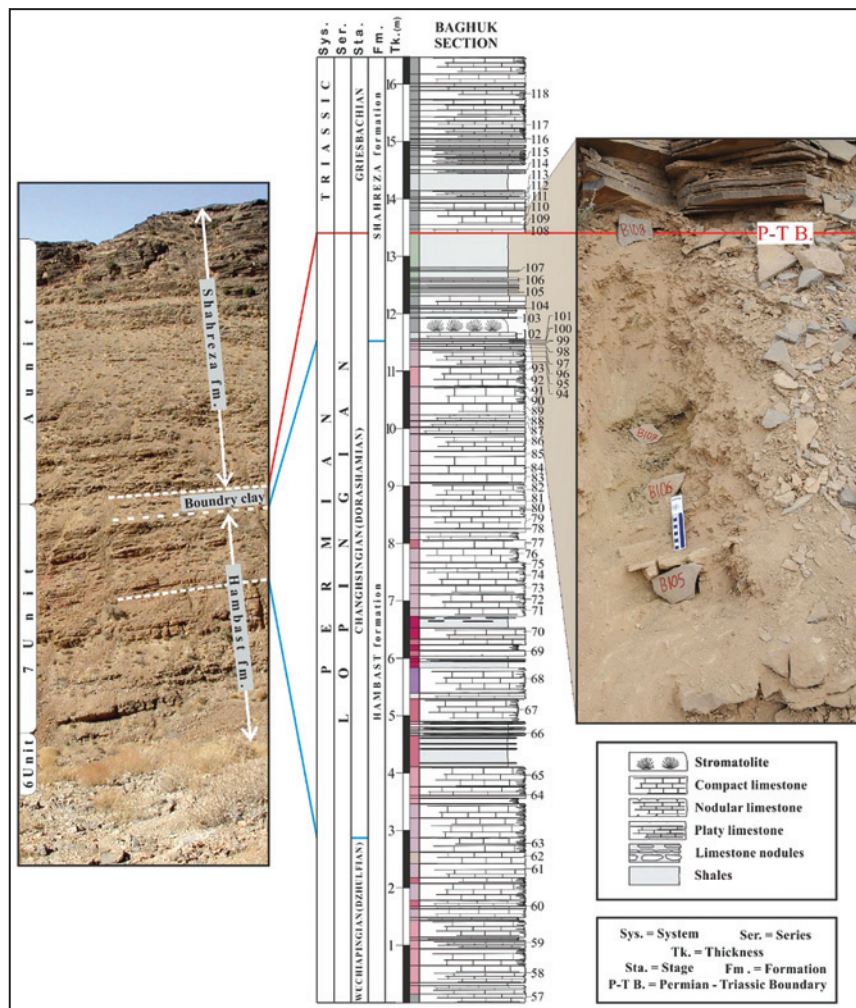 Sys.
Ser.
Sta.
Fm.
Tk.(m)
BAGHUK
SECTION
TRIASSIC
GRIESBACHIAN
SHAHREZA formation
PERMIAN
LOPINGIAN
CHANGHSINGIAN (DORASHAMIAN)
HAMBAST formation
WUCHIAPINGIAN (DZHULFIAN)
16
15
14
13
12
11
10
9
8
7
6
5
4
3
2
1
118
117
116
115
114
113
112
111
110
109
108
107
106
105
104
103
102
101
100
99
98
97
96
95
94
93
92
91
90
89
88
87
86
85
84
83
82
81
80
79
78
77
76
75
74
73
72
71
70
69
68
67
66
65
64
63
62
61
60
59
58
57
A unit
7 Unit
6Unit
Shahreza fm.
Boundry clay
Hambast fm.
B108
P-T B.
B107
B106
B105
Stromatolite
Compact limestone
Nodular limestone
Platy limestone
Limestone nodules
Shales
Sys. = System Ser. = Series
Tk. = Thickness
Sta. = Stage Fm . = Formation
P-T B. = Permian - Triassic Boundary